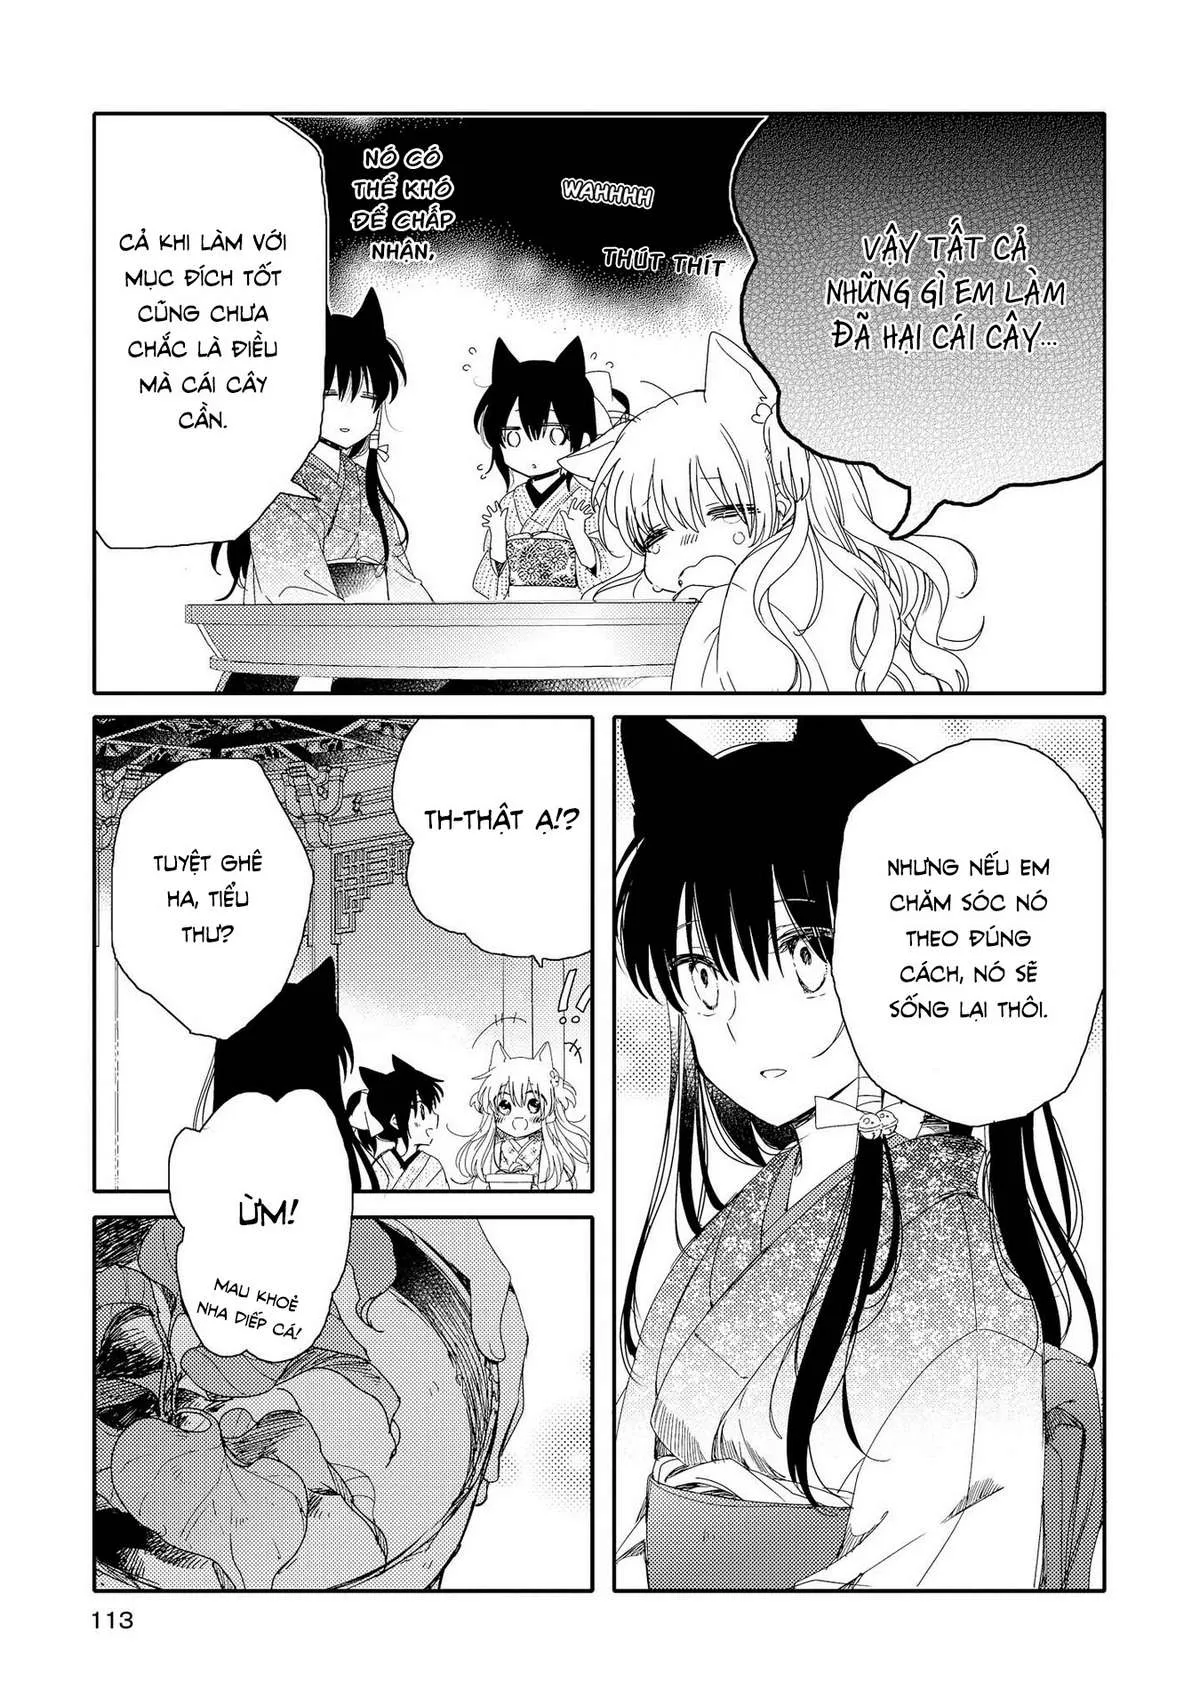 VẬY TẤT CẢ
NHỮNG GÌ EM LÀM
ĐÃ HẠI CÁI CÂY...
WAHHHH
THÚT THÍT
NÓ CÓ
THỂ KHÓ
ĐỂ CHẤP
NHẬN,
CẢ KHI LÀM VỚI
MỤC ĐÍCH TỐT
CŨNG CHƯA
CHẮC LÀ ĐIỀU
MÀ CÁI CÂY
CẦN.
NHƯNG NẾU EM
CHĂM SÓC NÓ
THEO ĐÚNG
CÁCH, NÓ SẼ
SỐNG LẠI THÔI.
TH-THẬT Ạ!?
TUYỆT GHÊ
HA, TIỂU
THƯ?
ỪM!
MAU KHOẺ
NHA DIẾP CÁ!
113